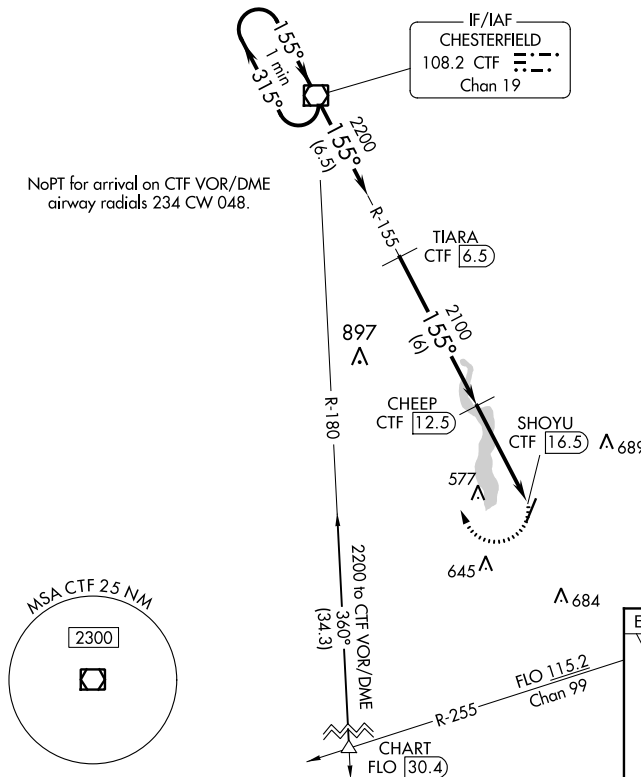 IF/IAF
CHESTERFIELD
108.2 CTF
Chan 19
155°
1 min
315°
2200
155°
(6.5)
NoPT for arrival on CTF VOR/DME
airway radials 234 CW 048.
R-155
TIARA
CTF 6.5
2100
155°
(6)
897
R-180
CHEEP
CTF 12.5
SHOYU
CTF 16.5
689
577
645
684
MSA CTF 25 NM
2300
2200 to CTF VOR/DME
360°
(34.3)
FLO 115.2
Chan 99
R-255
CHART
FLO 30.4
E